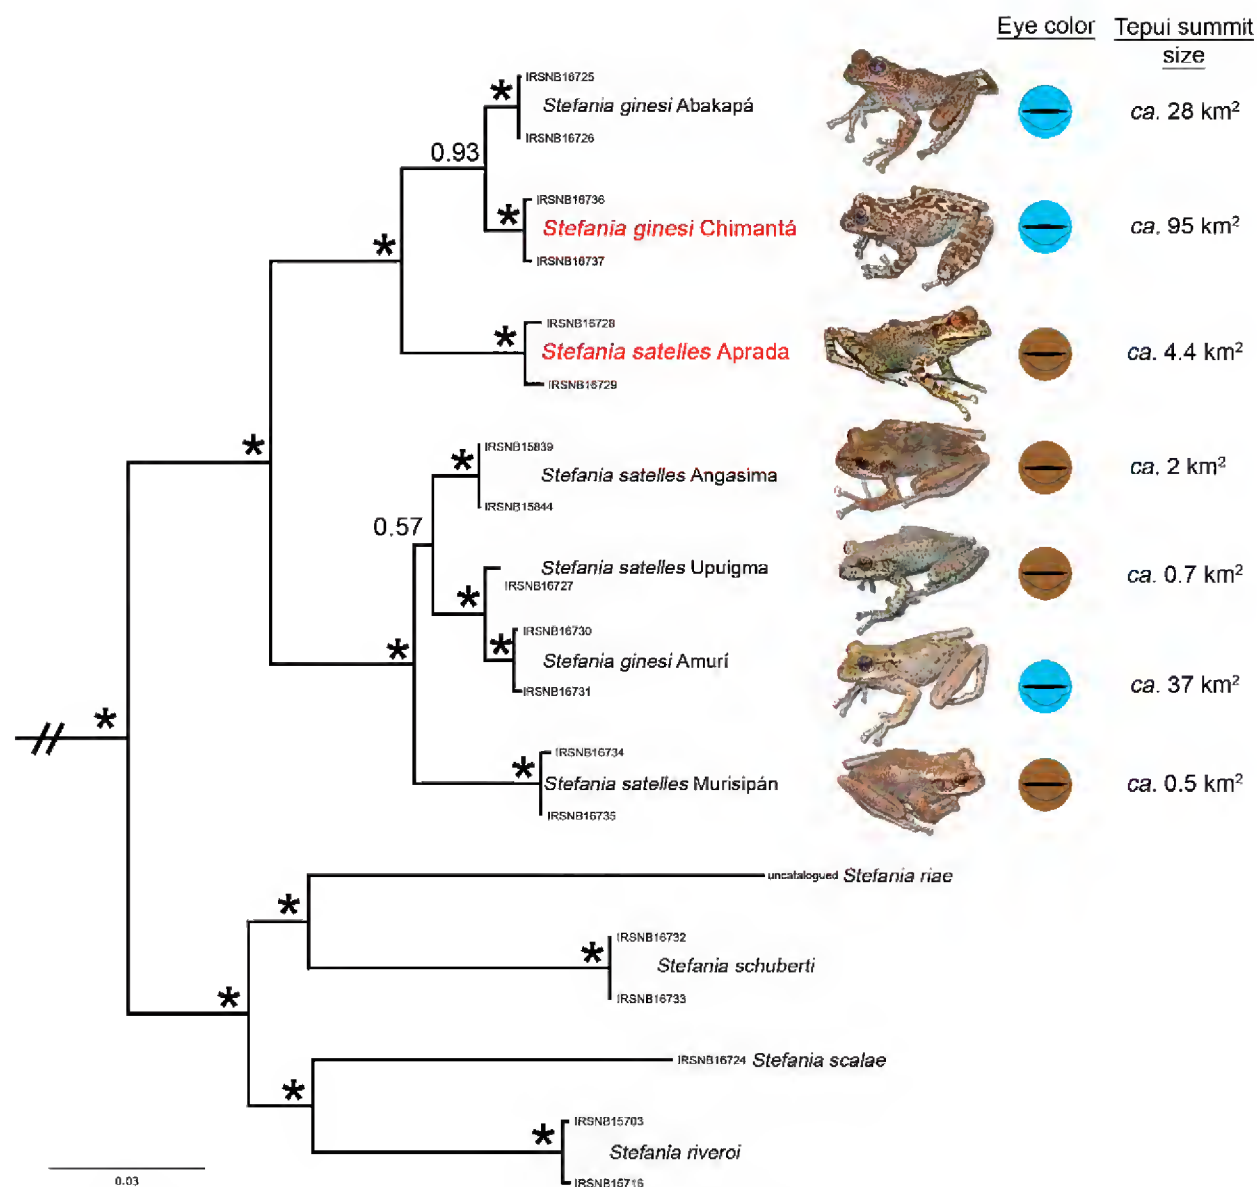 Eye color
Tepui summit
size
IRSNB16725
Stefania ginesi Abakapá
IRSNB16726
ca. 28 km²
0.93
IRSNB16736
Stefania ginesi Chimantá
IRSNB16737
ca. 95 km²
IRSNB16728
Stefania satelles Aprada
IRSNB16729
ca. 4.4 km²
IRSNB15839
Stefania satelles Angasima
IRSNB15844
ca. 2 km²
0.57
Stefania satelles Upuigma
IRSNB16727
ca. 0.7 km²
IRSNB16730
Stefania ginesi Amurí
IRSNB16731
ca. 37 km²
IRSNB16734
Stefania satelles Murisipán
IRSNB16735
ca. 0.5 km²
uncatalogued Stefania riae
IRSNB16732
Stefania schuberti
IRSNB16733
IRSNB16724 Stefania scalae
IRSNB15703
Stefania riveroi
IRSNB15716
0.03